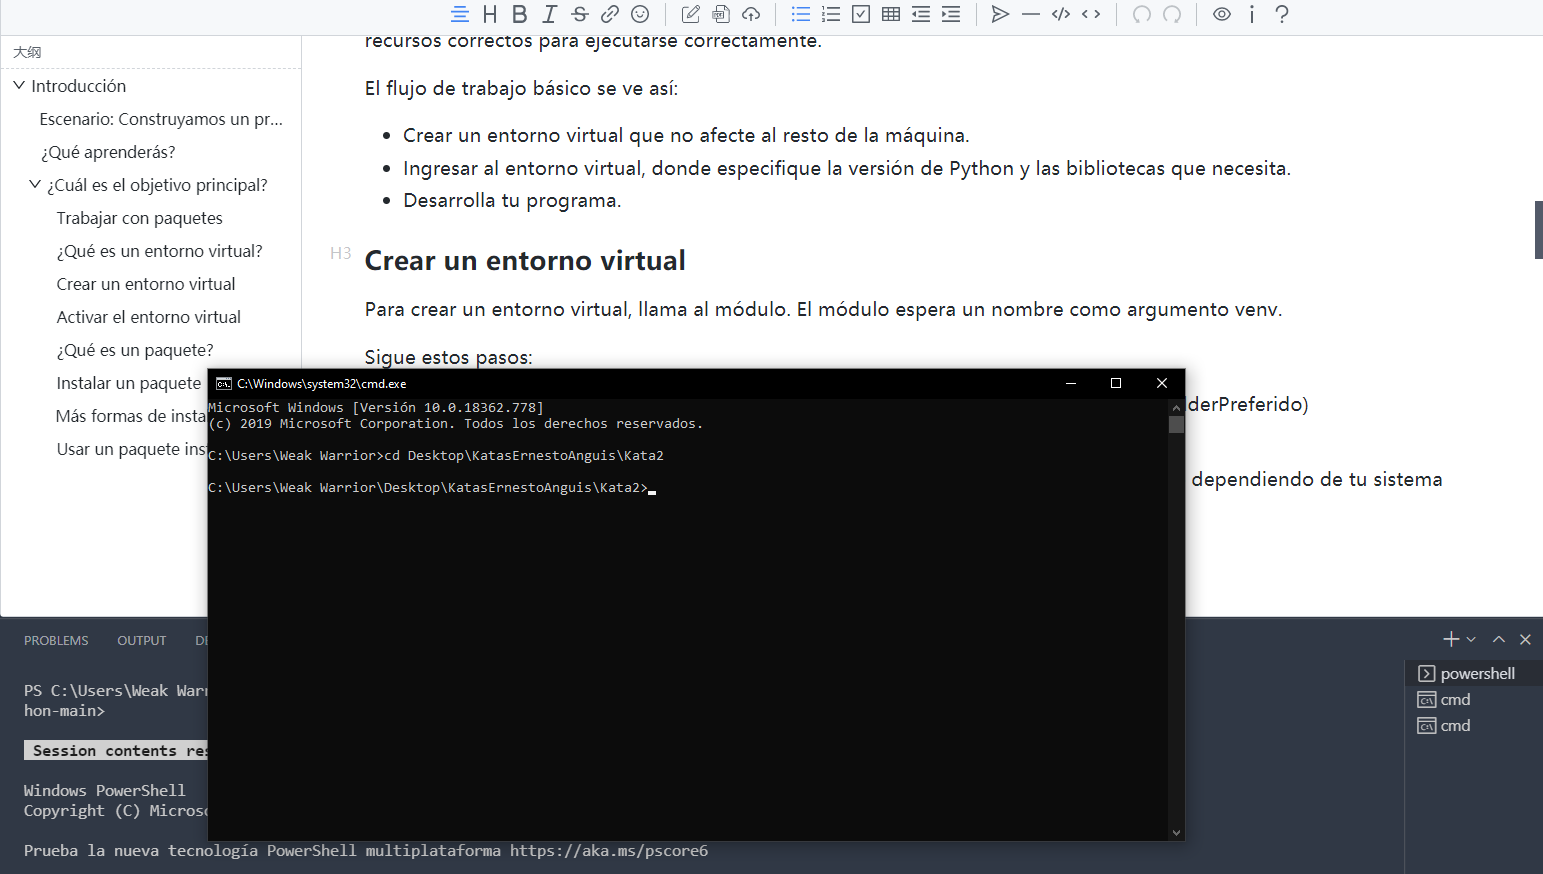 大纲
Introducción
Escenario: Construyamos un pr...
¿Qué aprenderás?
¿Cuál es el objetivo principal?
Trabajar con paquetes
¿Qué es un entorno virtual?
Crear un entorno virtual
Activar el entorno virtual
¿Qué es un paquete?
Instalar un paquete
Más formas de insta
Usar un paquete ins
recursos correctos para ejecutarse correctamente.
El flujo de trabajo básico se ve así:
• Crear un entorno virtual que no afecte al resto de la máquina.
• Ingresar al entorno virtual, donde especifique la versión de Python y las bibliotecas que necesita.
• Desarrolla tu programa.
H3
Crear un entorno virtual
Para crear un entorno virtual, llama al módulo. El módulo espera un nombre como argumento venv.
Sigue estos pasos:
lderPreferido)
dependiendo de tu sistema
C:\Windows\system32\cmd.exe
Microsoft Windows [Versión 10.0.18362.778]
(c) 2019 Microsoft Corporation. Todos los derechos reservados.
C:\Users\Weak Warrior>cd Desktop\KatasErnestoAnguis\Kata2
C:\Users\Weak Warrior\Desktop\KatasErnestoAnguis\Kata2>
PROBLEMS OUTPUT DE
PS C:\Users\Weak Warr
hon-main>
Session contents res
Windows PowerShell
Copyright (C) Microso
Prueba la nueva tecnología PowerShell multiplataforma https://aka.ms/pscore6
powershell
cmd
cmd